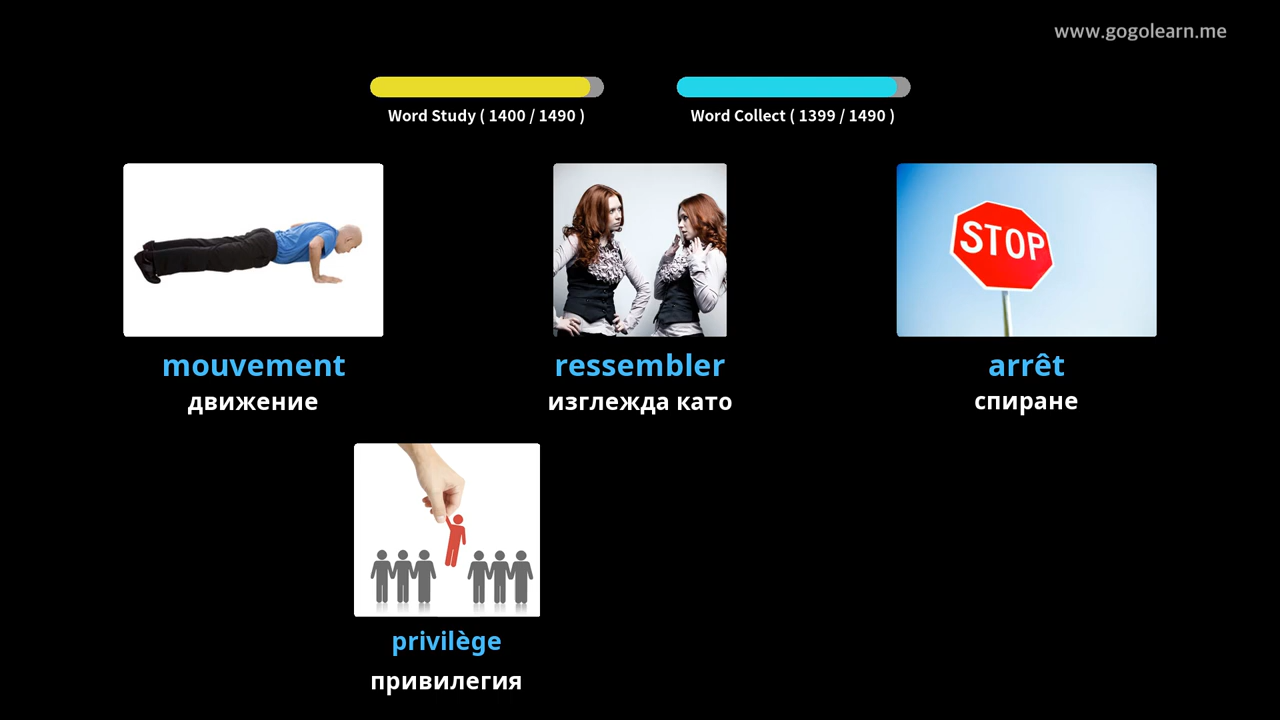 www.gogolearn.me
Word Study ( 1400 / 1490 )
Word Collect ( 1399 / 1490 )
STOP
mouvement
ressembler
arrêt
движение
изглежда като
спиране
privilège
привилегия